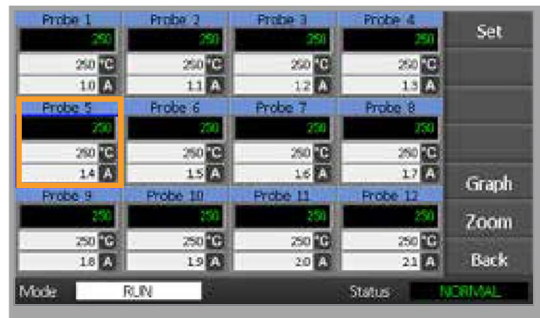 Probe 1 Probe 2 Probe 3 Probe 4 Set
250 250 250 250
250 °C 250 °C 250 °C 250 °C
1.0 A 1.1 A 1.2 A 1.3 A
Probe 5 Probe 6 Probe 7 Probe 8
250 250 250 250
250 °C 250 °C 250 °C 250 °C
1.4 A 1.5 A 1.6 A 1.7 A Graph
Probe 9 Probe 10 Probe 11 Probe 12
250 250 250 250 Zoom
250 °C 250 °C 250 °C 250 °C
1.8 A 1.9 A 2.0 A 2.1 A Back
Mode RUN Status NORMAL